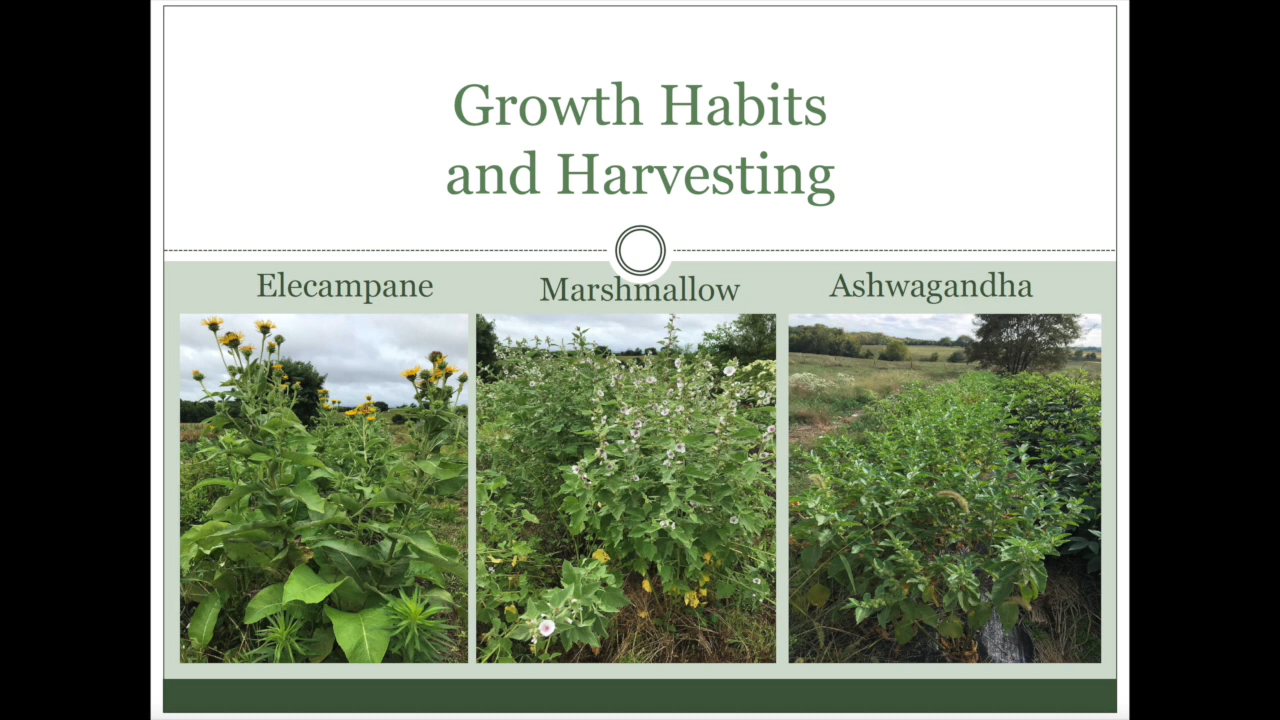 Growth Habits
and Harvesting
Elecampane
Marshmallow
Ashwagandha